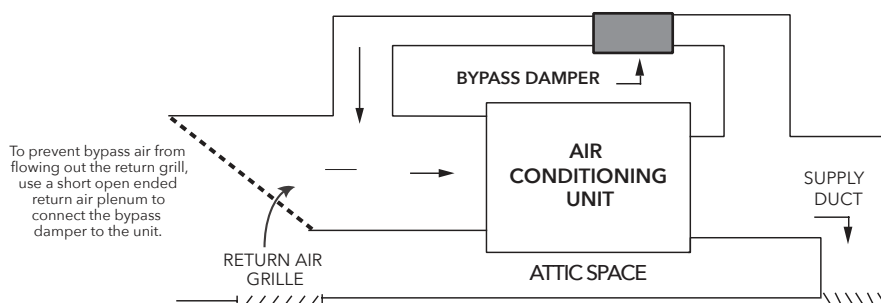 BYPASS DAMPER
To prevent bypass air from
flowing out the return grill,
use a short open ended
return air plenum to
connect the bypass
damper to the unit.
AIR
CONDITIONING
UNIT
SUPPLY
DUCT
RETURN AIR
GRILLE
ATTIC SPACE